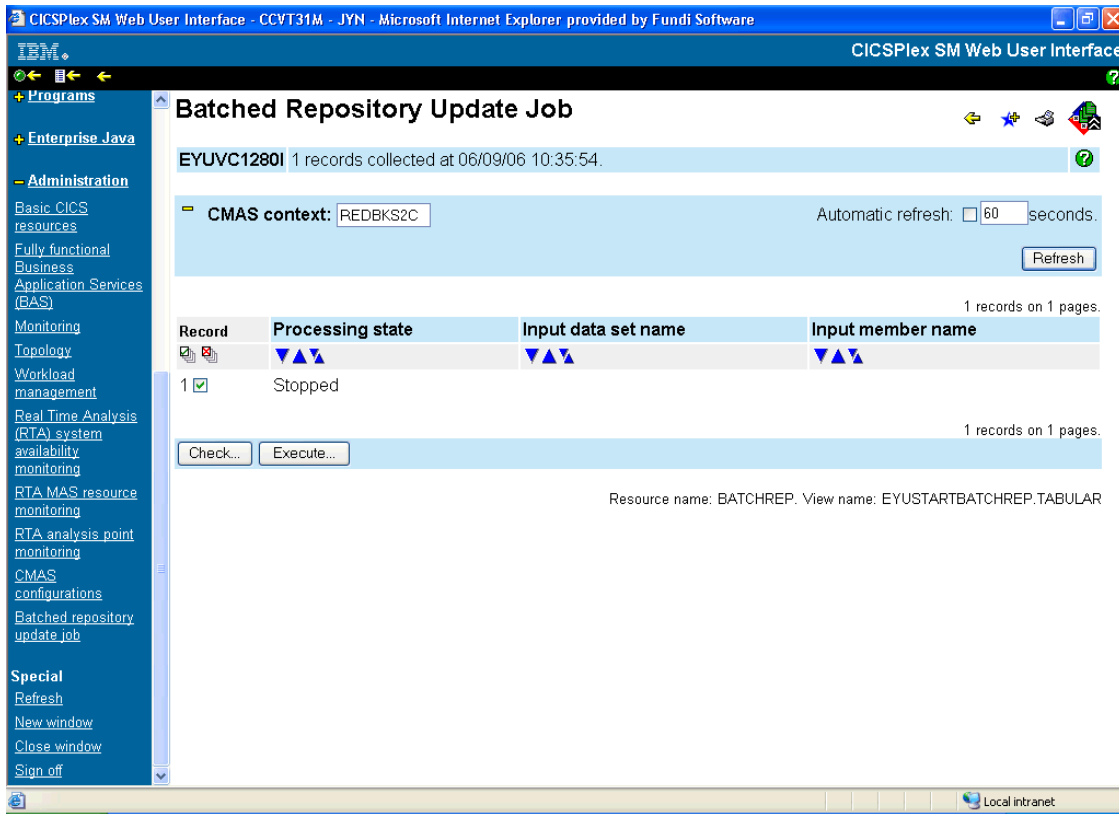 CICSPlex SM Web User Interface - CCVT31M - JYN - Microsoft Internet Explorer provided by Fundi Software
IBM.
CICSPlex SM Web User Interface
Programs
Enterprise Java
Administration
Basic CICS
resources
Fully functional
Business
Application Services
(BAS)
Monitoring
Topology
Workload
management
Real Time Analysis
(RTA) system
availability
monitoring
RTA MAS resource
monitoring
RTA analysis point
monitoring
CMAS
configurations
Batched repository
update job
Special
Refresh
New window
Close window
Sign off
Batched Repository Update Job
EYUVC1280I 1 records collected at 06/09/06 10:35:54.
CMAS context: REDBKS2C
Automatic refresh: 60 seconds.
Refresh
1 records on 1 pages.
Record Processing state Input data set name Input member name
1 Stopped
1 records on 1 pages.
Check... Execute...
Resource name: BATCHREP. View name: EYUSTARTBATCHREP.TABULAR
Local intranet